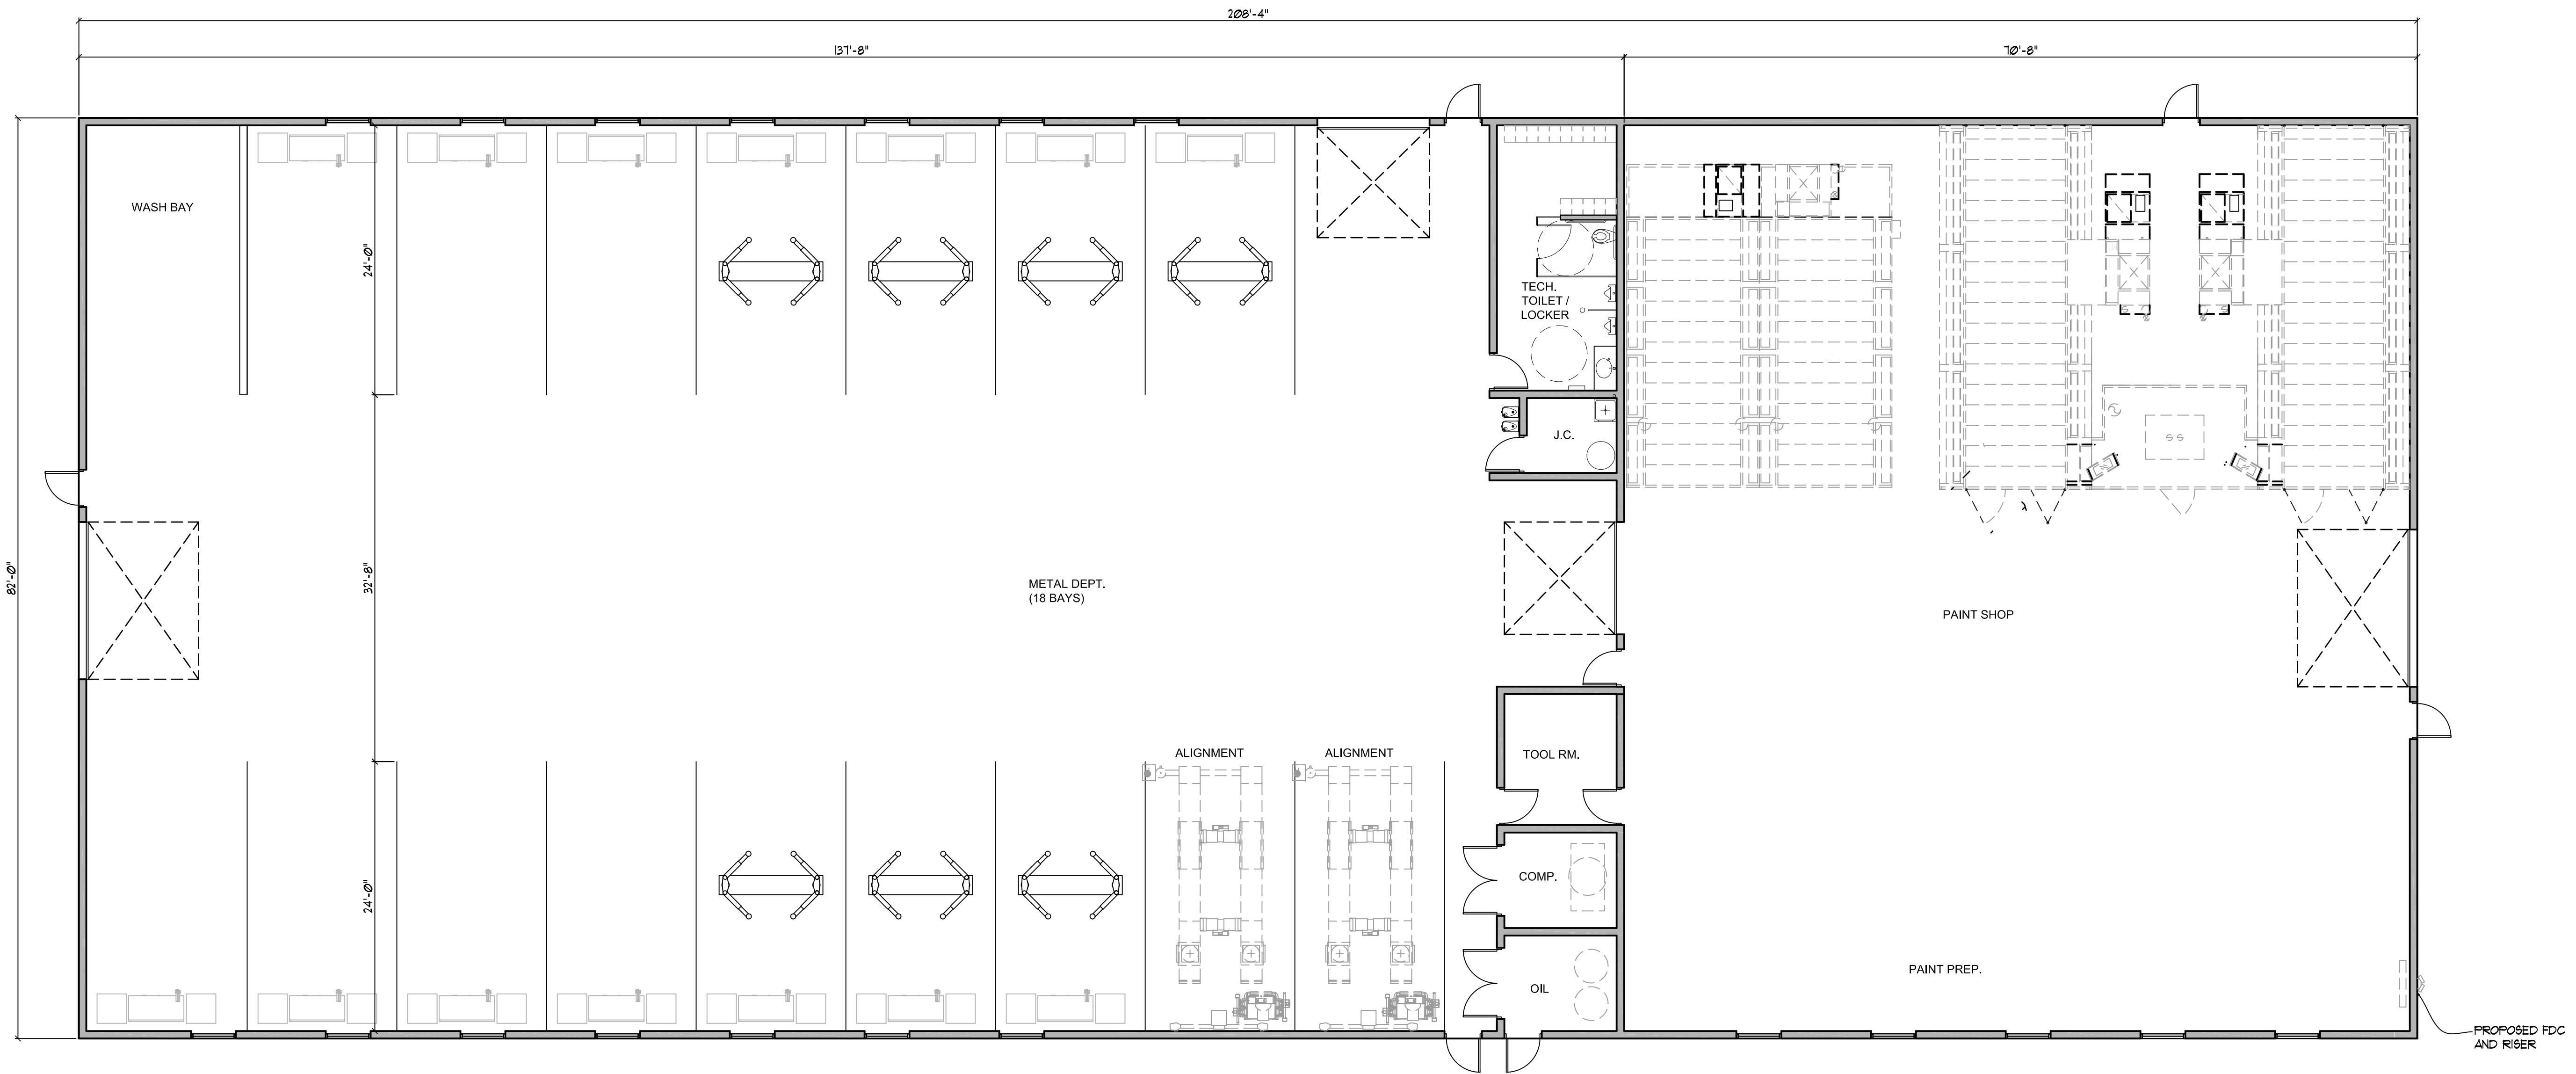 208'-4"
137'-8"
70'-8"
WASH BAY
24'-0"
TECH.
TOILET /
LOCKER
J.C.
SS
82'-0"
32'-8"
METAL DEPT.
(18 BAYS)
PAINT SHOP
ALIGNMENT
ALIGNMENT
TOOL RM.
24'-0"
COMP.
PAINT PREP.
OIL
PROPOSED FDC
AND RISER